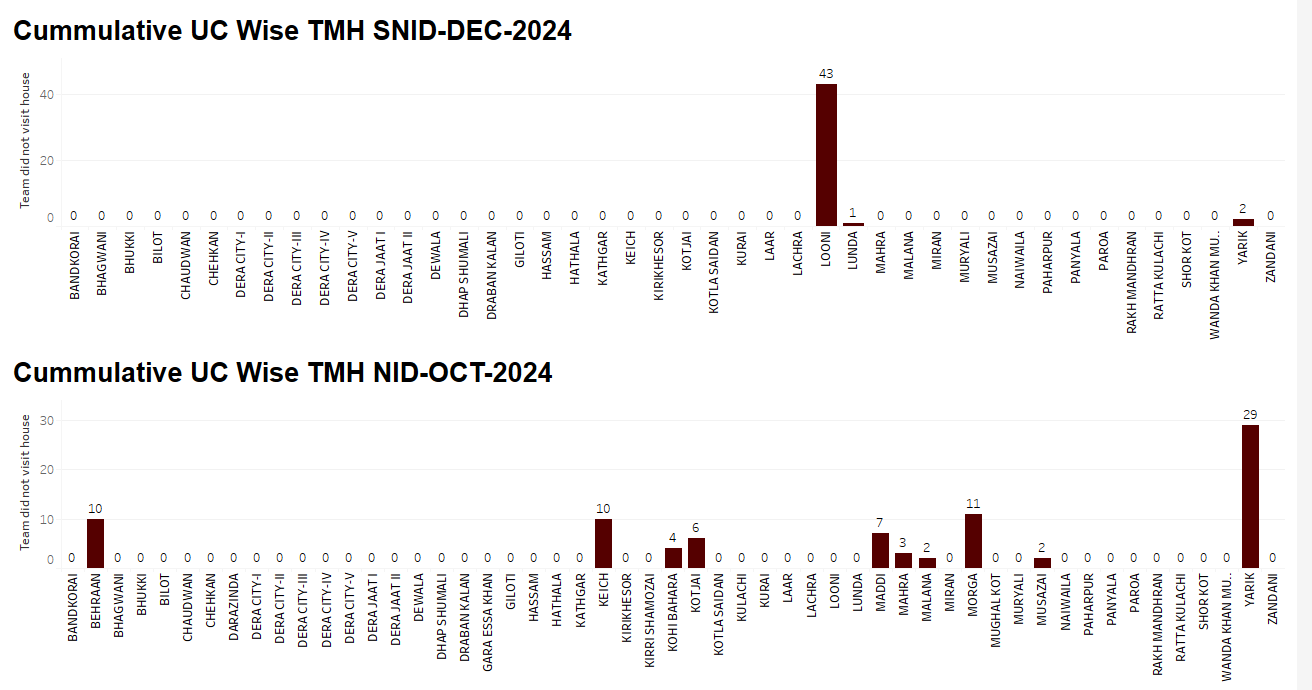 Cummulative UC Wise TMH SNID-DEC-2024
Team did not visit house
40
20
0
0 0 0 0 0 0 0 0 0 0 0 0 0 0 0 0 0 0 0 0 0 0 0 0 0 0 0 43 1 0 0 0 0 0 0 0 0 0 0 0 0 0 2 0
BANDKORAI
BHAGWANI
BHUKKI
BILOT
CHAUDWAN
CHEHKAN
DERA CITY-I
DERA CITY-II
DERA CITY-III
DERA CITY-IV
DERA CITY-V
DERA JAAT I
DERA JAAT II
DEWALA
DHAP SHUMALI
DRABAN KALAN
GILOTI
HASSAM
HATHALA
KATHGAR
KEICH
KIRIKHESOR
KOTJAI
KOTLA SAIDAN
KURAI
LAAR
LACHRA
LOONI
LUNDA
MAHRA
MALANA
MIRAN
MURYALI
MUSAZAI
NAIWAILA
PAHARPUR
PANYALA
PAROA
RAKH MANDHRAN
RATTA KULACHI
SHOR KOT
WANDA KHAN MU..
YARIK
ZANDANI
Cummulative UC Wise TMH NID-OCT-2024
Team did not visit house
30
20
10
0
0 10 0 0 0 0 0 0 0 0 0 0 0 0 0 0 0 0 0 0 0 0 0 10 0 0 4 6 0 0 0 0 0 0 0 7 3 2 0 11 0 0 2 0 0 0 0 0 0 0 0 29 0
BANDKORAI
BEHRAAN
BHAGWANI
BHUKKI
BILOT
CHAUDWAN
CHEHKAN
DARAZINDA
DERA CITY-I
DERA CITY-II
DERA CITY-III
DERA CITY-IV
DERA CITY-V
DERA JAAT I
DERA JAAT II
DEWALA
DHAP SHUMALI
DRABAN KALAN
GARA ESSA KHAN
GILOTI
HASSAM
HATHALA
KATHGAR
KEICH
KIRIKHESOR
KIRRI SHAMOZAI
KOHI BAHARA
KOTJAI
KOTLA SAIDAN
KULACHI
KURAI
LAAR
LACHRA
LOONI
LUNDA
MADDI
MAHRA
MALANA
MIRAN
MORGA
MUGHAL KOT
MURYALI
MUSAZAI
NAIWAILA
PAHARPUR
PANYALA
PAROA
RAKH MANDHRAN
RATTA KULACHI
SHOR KOT
WANDA KHAN MU..
YARIK
ZANDANI